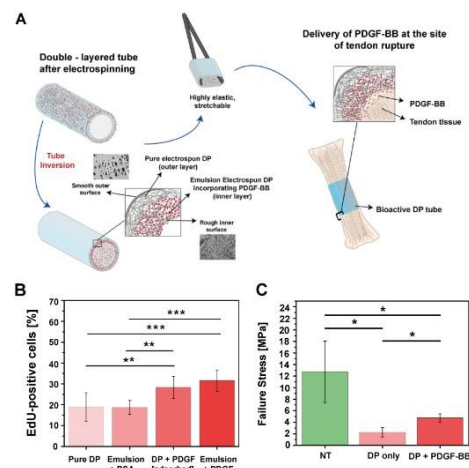 A
Double - layered tube
after electrospinning
Tube
Inversion
Smooth outer
surface
Pure electrospun DP
(outer layer)
Emulsion Electrospun DP
incorporating PDGF-BB
(inner layer)
Rough inner
surface
Highly elastic,
stretchable
Delivery of PDGF-BB at the site
of tendon rupture
PDGF-BB
Tendon tissue
Bioactive DP tube
B
EdU-positive cells [%]
70
60
50
40
30
20
10
0
***
***
**
**
Pure DP
Emulsion
DP + PDGF
Emulsion
C
Failure Stress [MPa]
24
22
20
18
16
14
12
10
8
6
4
2
0
*
*
*
NT
DP only
DP + PDGF-BB